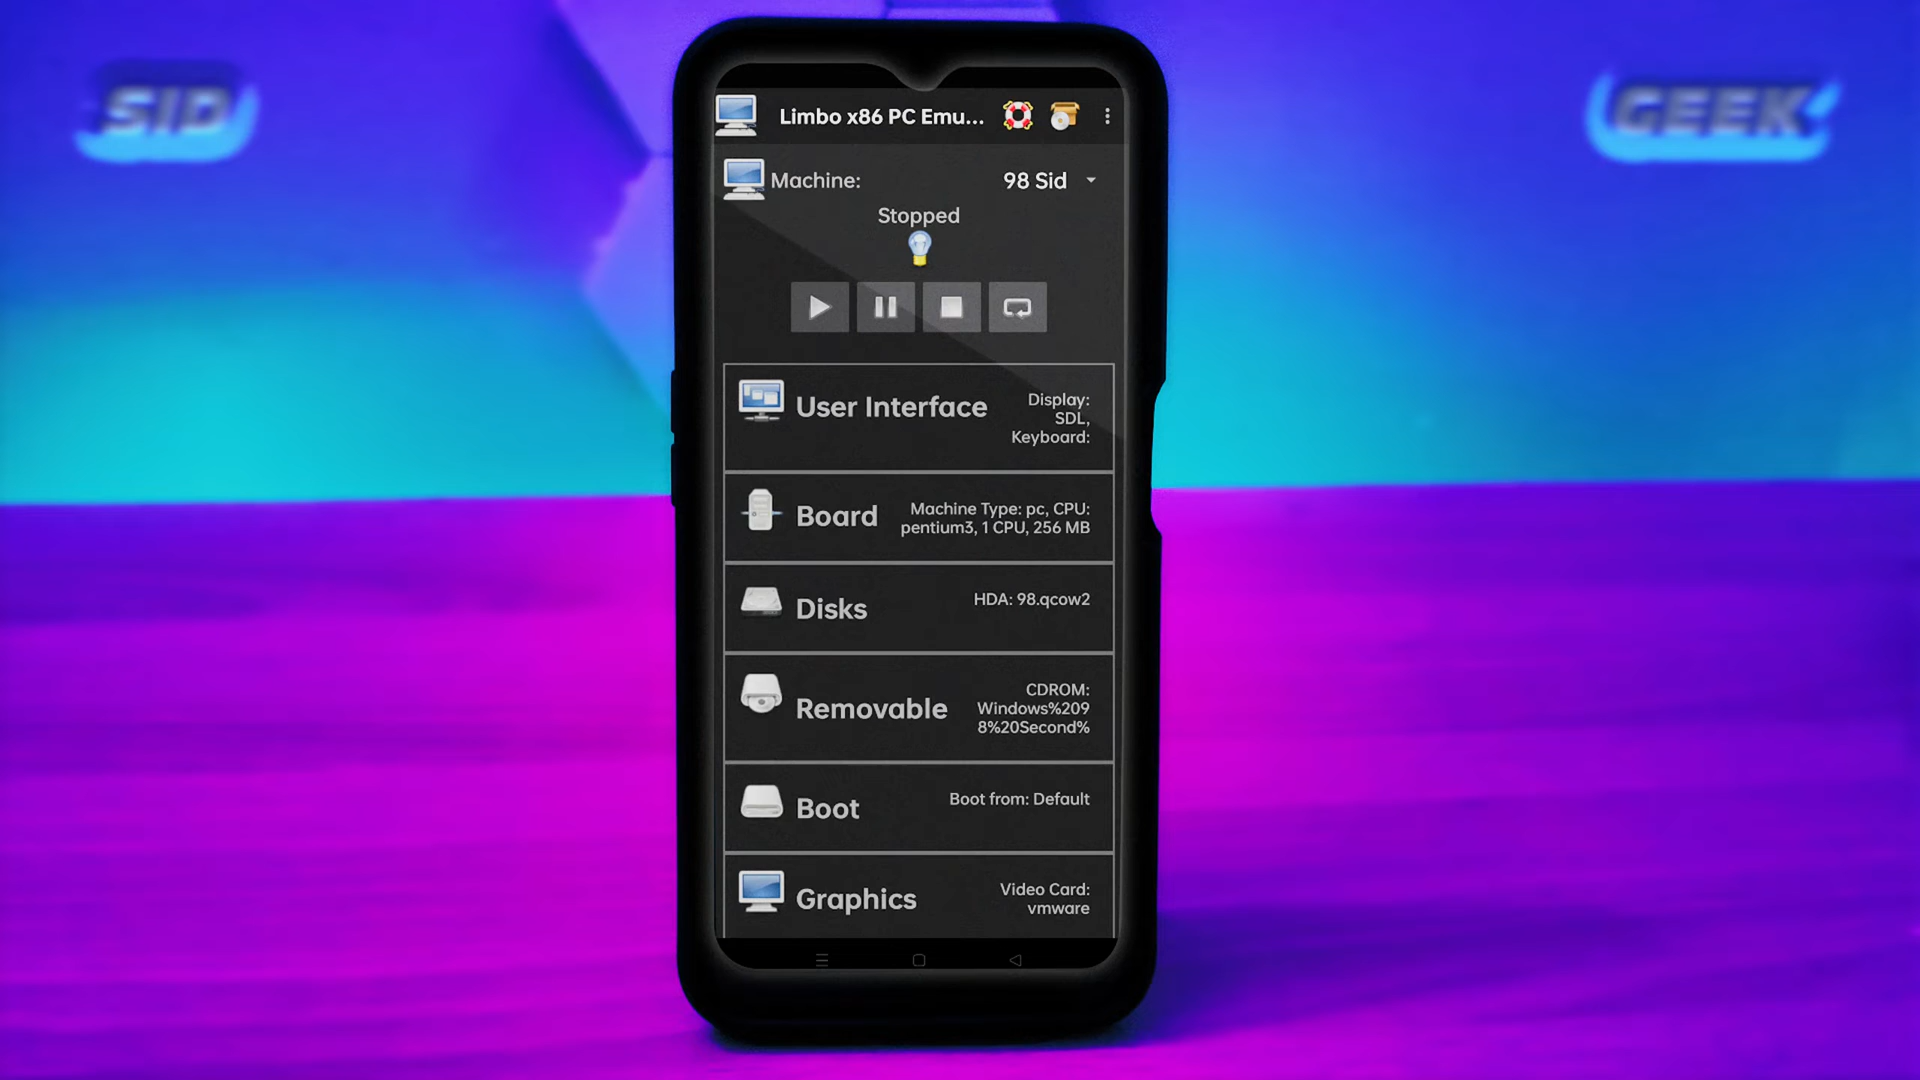 SID
GEEK
Limbo x86 PC Emu...
Machine:
98 Sid
Stopped
User Interface
Display:
SDL,
Keyboard:
Board
Machine Type: pc, CPU:
pentium3, 1 CPU, 256 MB
Disks
HDA: 98.qcow2
Removable
CDROM:
Windows%209
8%20Second%
Boot
Boot from: Default
Graphics
Video Card:
vmware